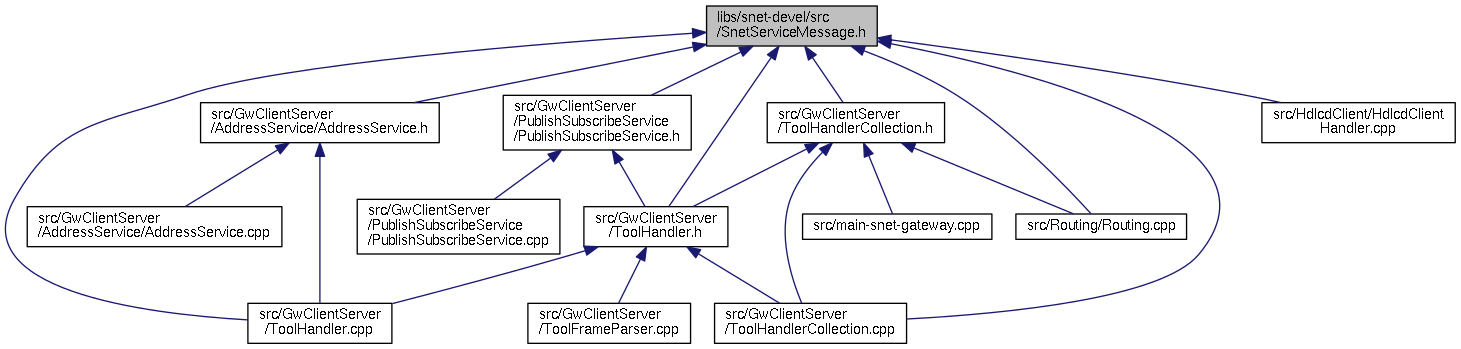 libs/snet-devel/src
/SnetServiceMessage.h
src/GwClientServer
/AddressService/AddressService.h
src/GwClientServer
/PublishSubscribeService
/PublishSubscribeService.h
src/GwClientServer
/ToolHandlerCollection.h
src/HdlcdClient/HdlcdClient
Handler.cpp
src/GwClientServer
/AddressService/AddressService.cpp
src/GwClientServer
/PublishSubscribeService
/PublishSubscribeService.cpp
src/GwClientServer
/ToolHandler.h
src/main-snet-gateway.cpp
src/Routing/Routing.cpp
src/GwClientServer
/ToolHandler.cpp
src/GwClientServer
/ToolFrameParser.cpp
src/GwClientServer
/ToolHandlerCollection.cpp